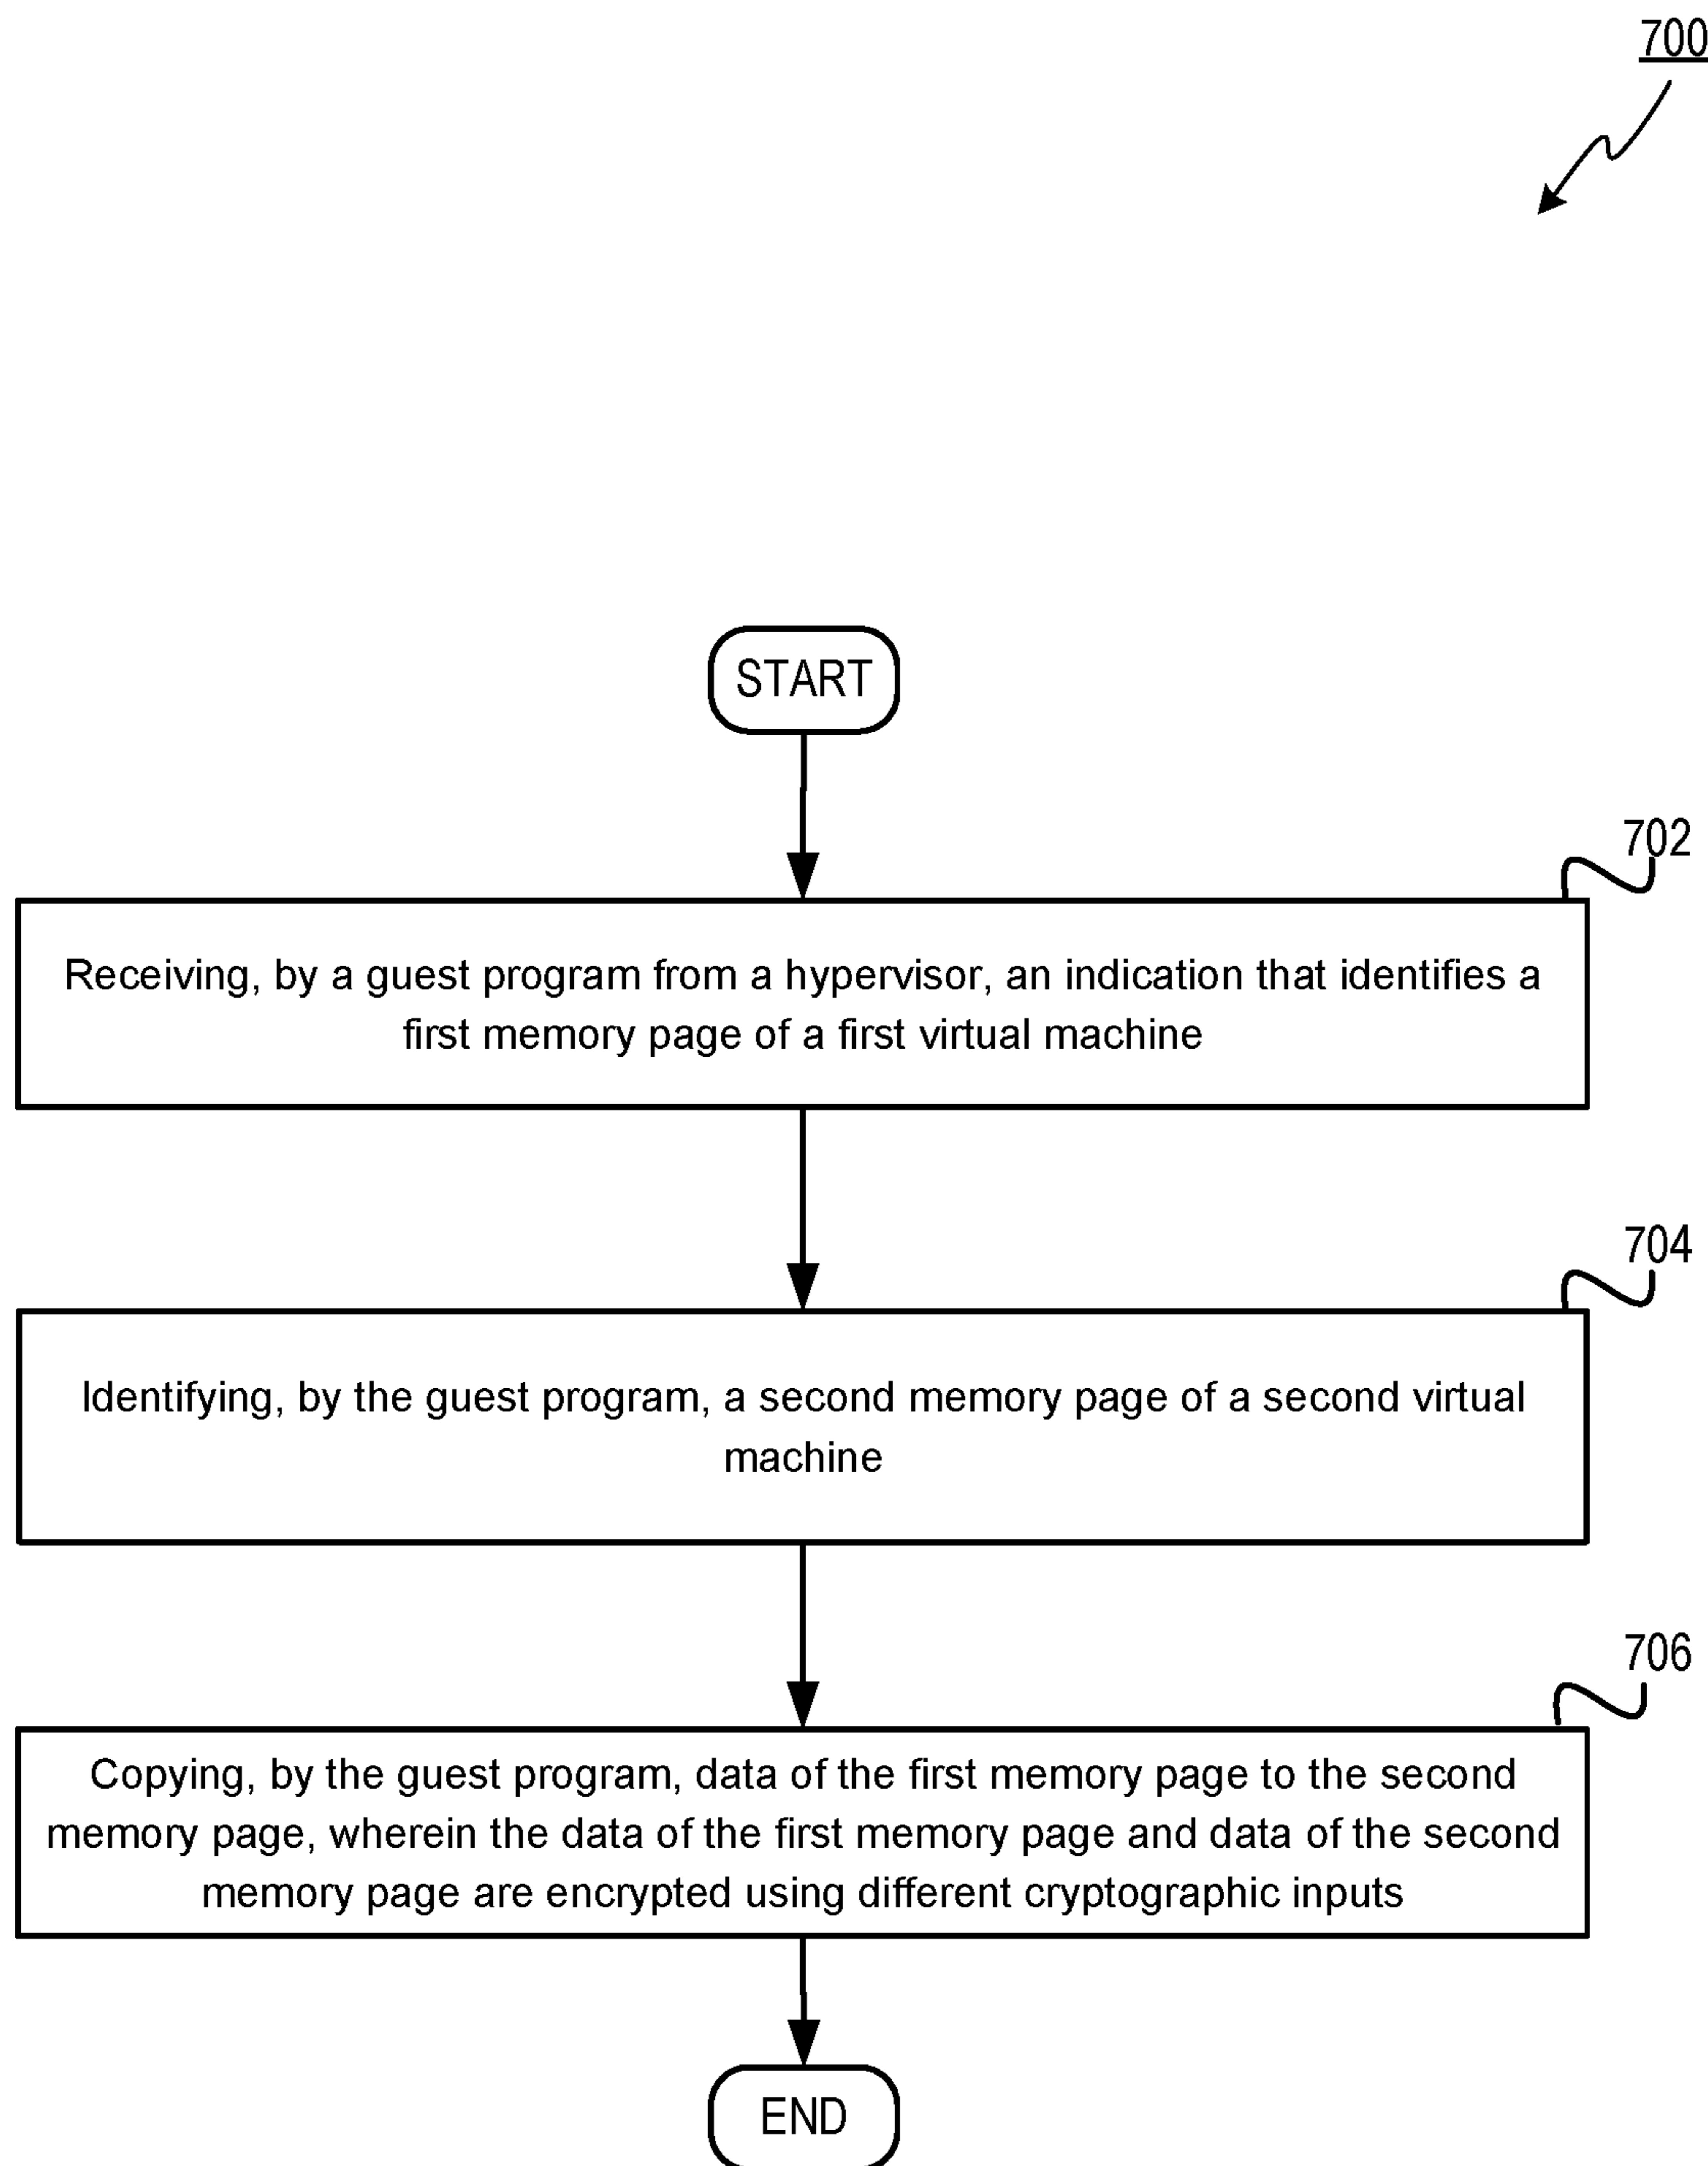 700
START
702
Receiving, by a guest program from a hypervisor, an indication that identifies a
first memory page of a first virtual machine
704
Identifying, by the guest program, a second memory page of a second virtual
machine
706
Copying, by the guest program, data of the first memory page to the second
memory page, wherein the data of the first memory page and data of the second
memory page are encrypted using different cryptographic inputs
END